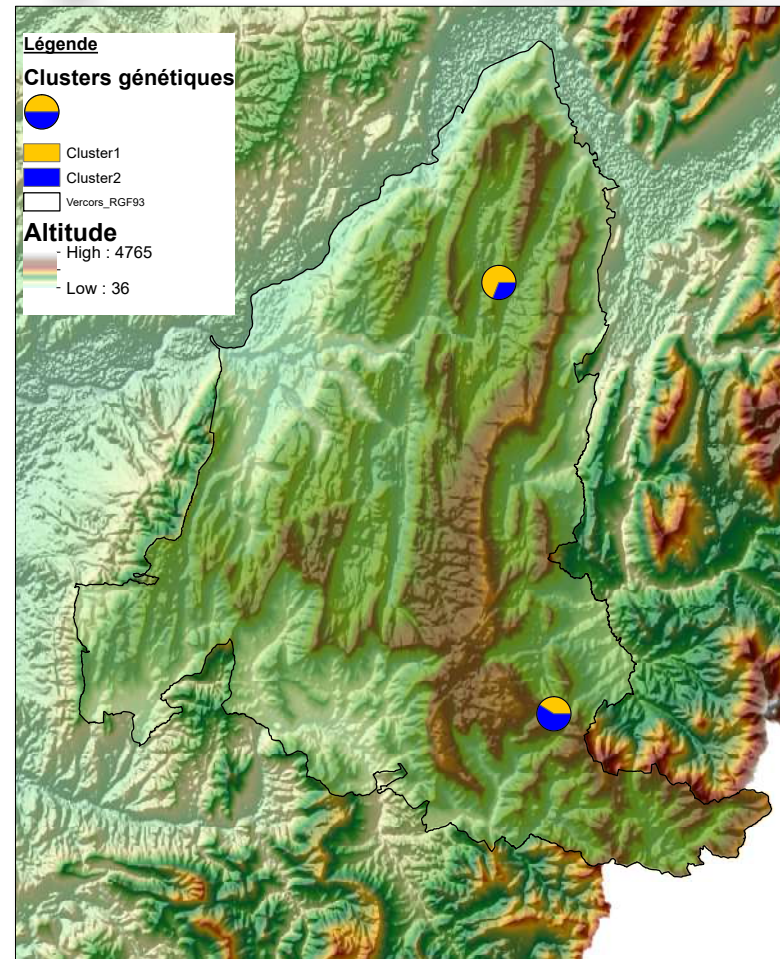 Légende
Clusters génétiques
Cluster1
Cluster2
Vercors_RGF93
Altitude
High : 4765
Low : 36